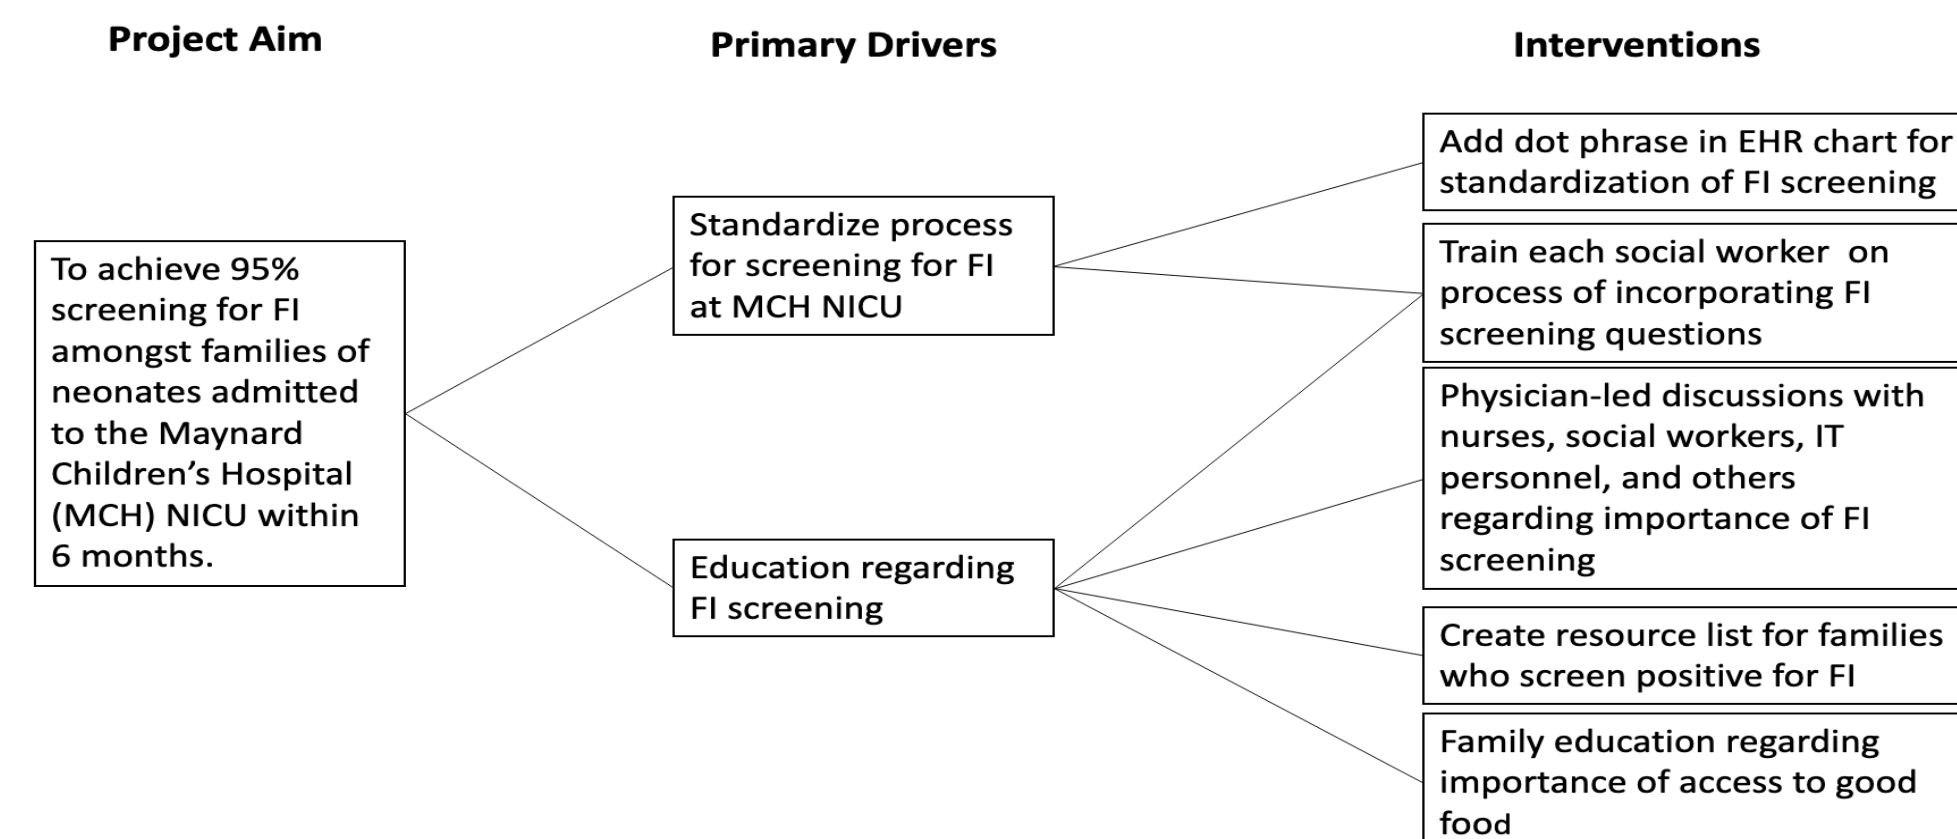 Project Aim
Primary Drivers
Interventions
To achieve 95%
screening for FI
amongst families of
neonates admitted
to the Maynard
Children’s Hospital
(MCH) NICU within
6 months.
Standardize process
for screening for FI
at MCH NICU
Education regarding
FI screening
Add dot phrase in EHR chart for
standardization of FI screening
Train each social worker  on
process of incorporating FI
screening questions
Physician-led discussions with
nurses, social workers, IT
personnel, and others
regarding importance of FI
screening
Create resource list for families
who screen positive for FI
Family education regarding
importance of access to good
food